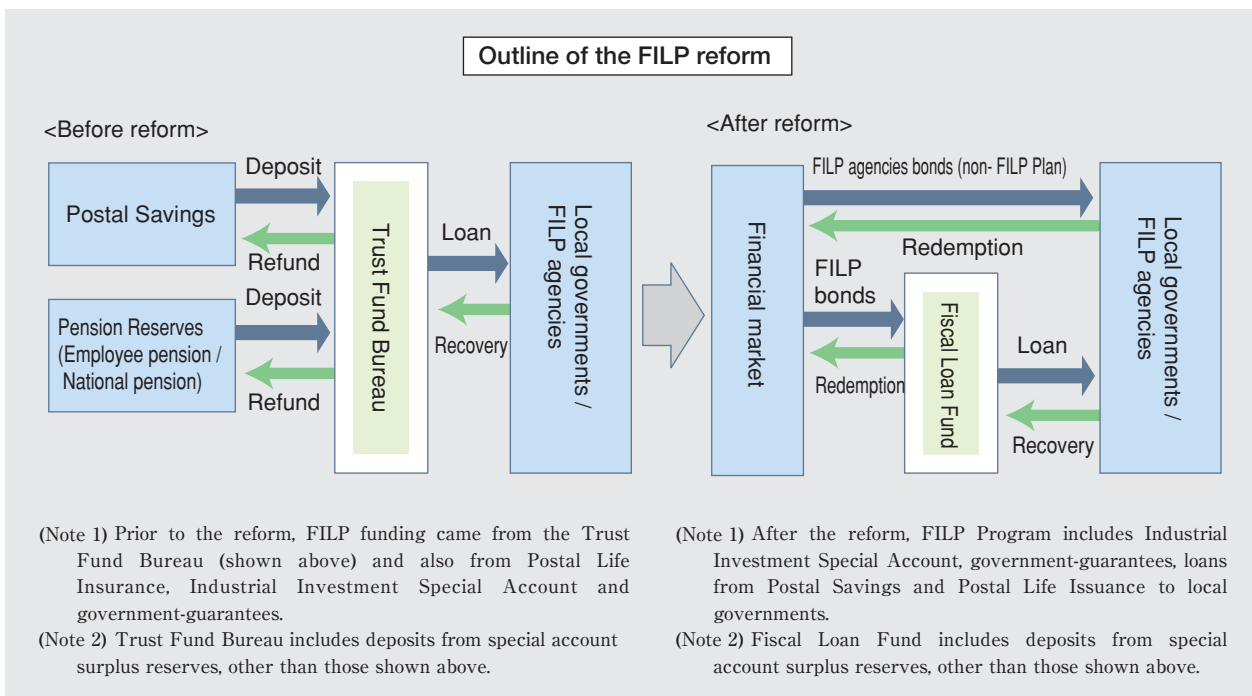 Outline of the FILP reform
<Before reform>
Postal Savings
Deposit
Refund
Pension Reserves
(Employee pension /
National pension)
Deposit
Refund
Trust Fund Bureau
Loan
Recovery
Local governments /
FILP agencies
<After reform>
Financial market
FILP agencies bonds (non- FILP Plan)
Redemption
FILP
bonds
Redemption
Fiscal Loan Fund
Loan
Recovery
Local governments /
FILP agencies
(Note 1) Prior to the reform, FILP funding came from the Trust
Fund Bureau (shown above) and also from Postal Life
Insurance, Industrial Investment Special Account and
government-guarantees.
(Note 2) Trust Fund Bureau includes deposits from special account
surplus reserves, other than those shown above.
(Note 1) After the reform, FILP Program includes Industrial
Investment Special Account, government-guarantees, loans
from Postal Savings and Postal Life Issuance to local
governments.
(Note 2) Fiscal Loan Fund includes deposits from special
account surplus reserves, other than those shown above.